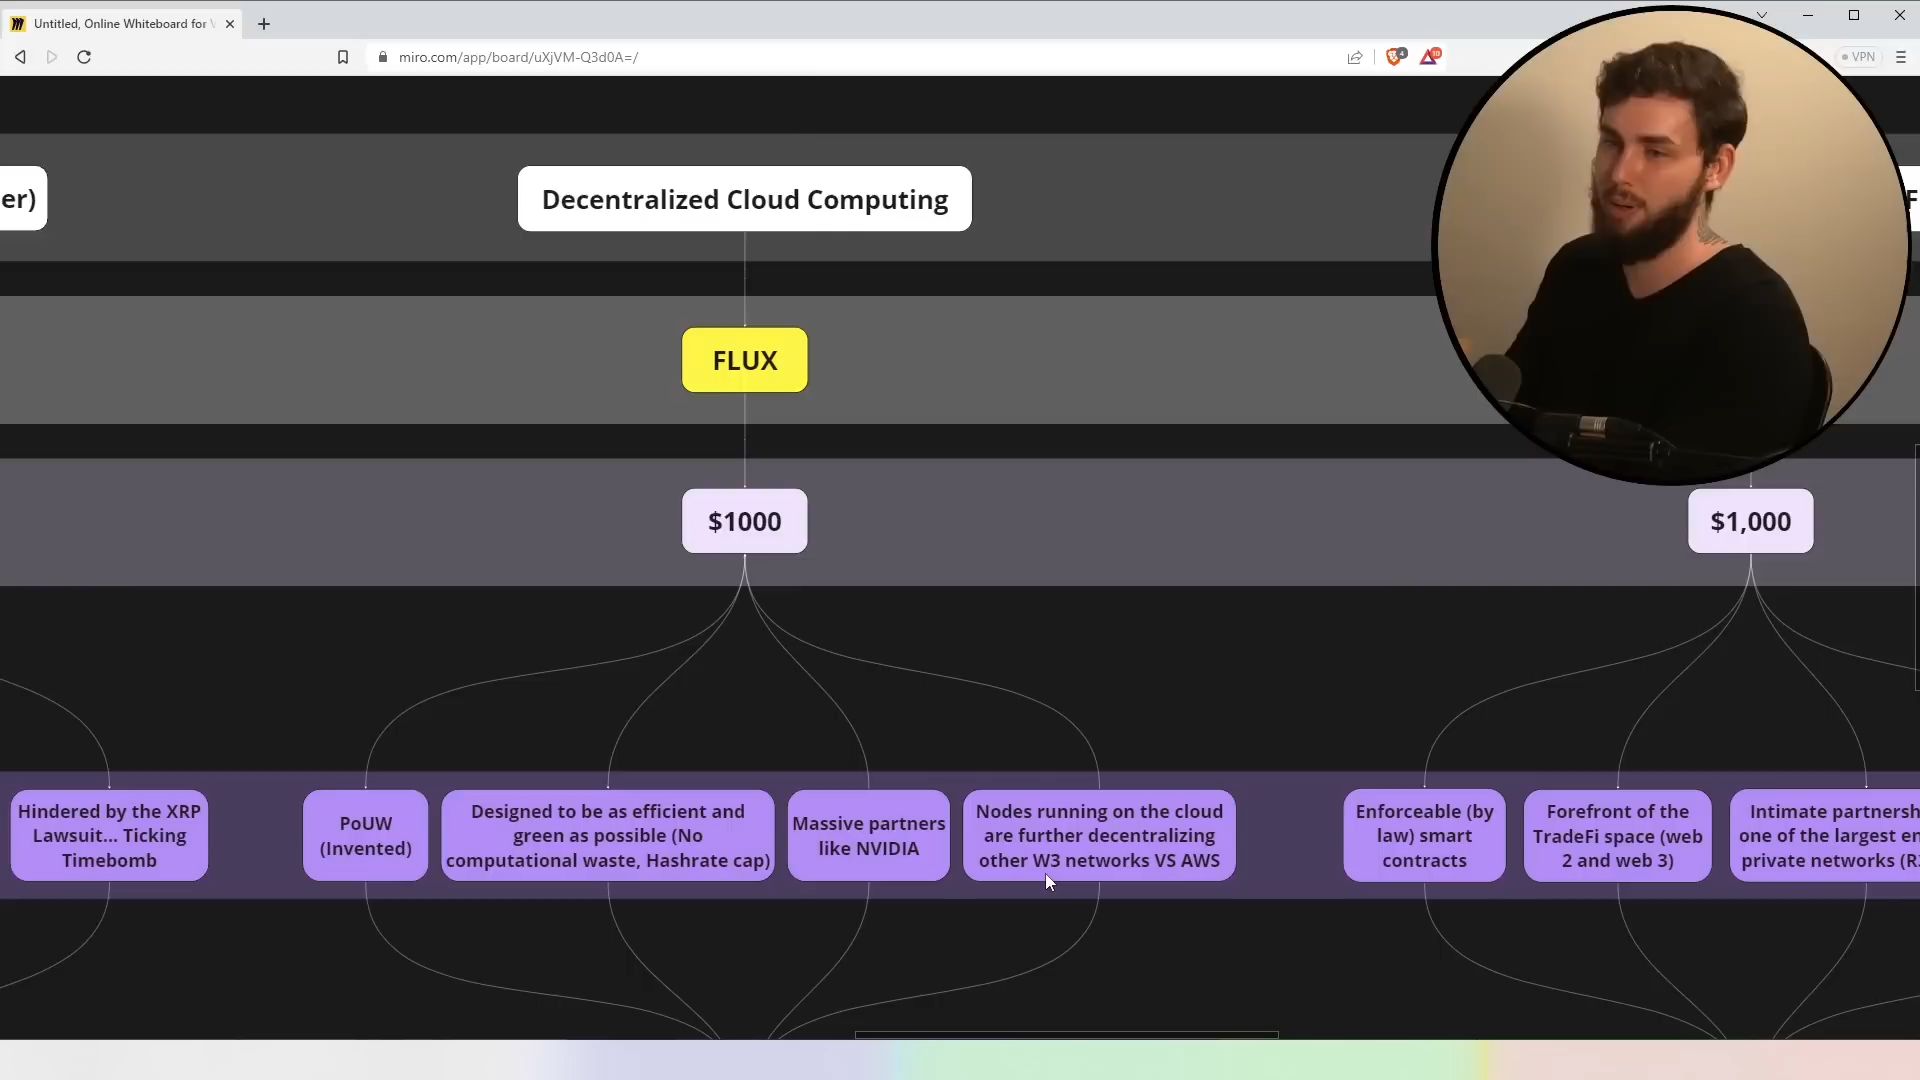 Untitled, Online Whiteboard for
miro.com/app/board/uXjVM-Q3d0A=/
4
10
VPN
er)
Decentralized Cloud Computing
F
FLUX
$1000
$1,000
Hindered by the XRP
Lawsuit... Ticking
Timebomb
PoUW
(Invented)
Designed to be as efficient and
green as possible (No
computational waste, Hashrate cap)
Massive partners
like NVIDIA
Nodes running on the cloud
are further decentralizing
other W3 networks VS AWS
Enforceable (by
law) smart
contracts
Forefront of the
TradeFi space (web
2 and web 3)
Intimate partnersh
one of the largest en
private networks (R3